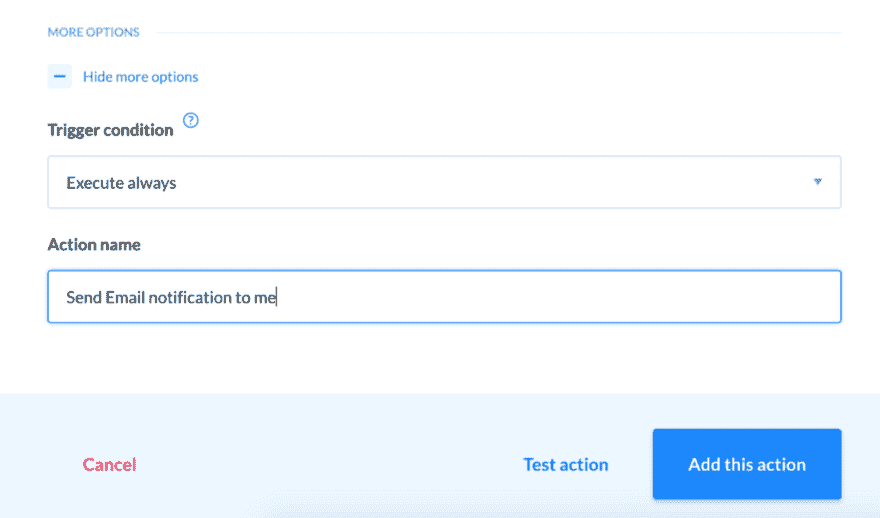 MORE OPTIONS
Hide more options
Trigger condition ?
Execute always
Action name
Send Email notification to me
Cancel Test action Add this action